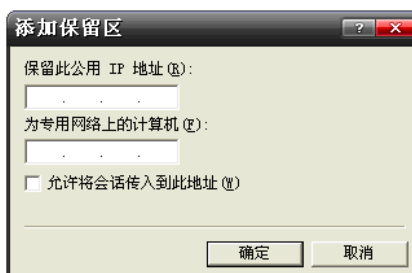 添加保留区
保留此公用 IP 地址(R):
. . .
为专用网络上的计算机(F):
. . .
允许将会话传入到此地址(W)
确定 取消